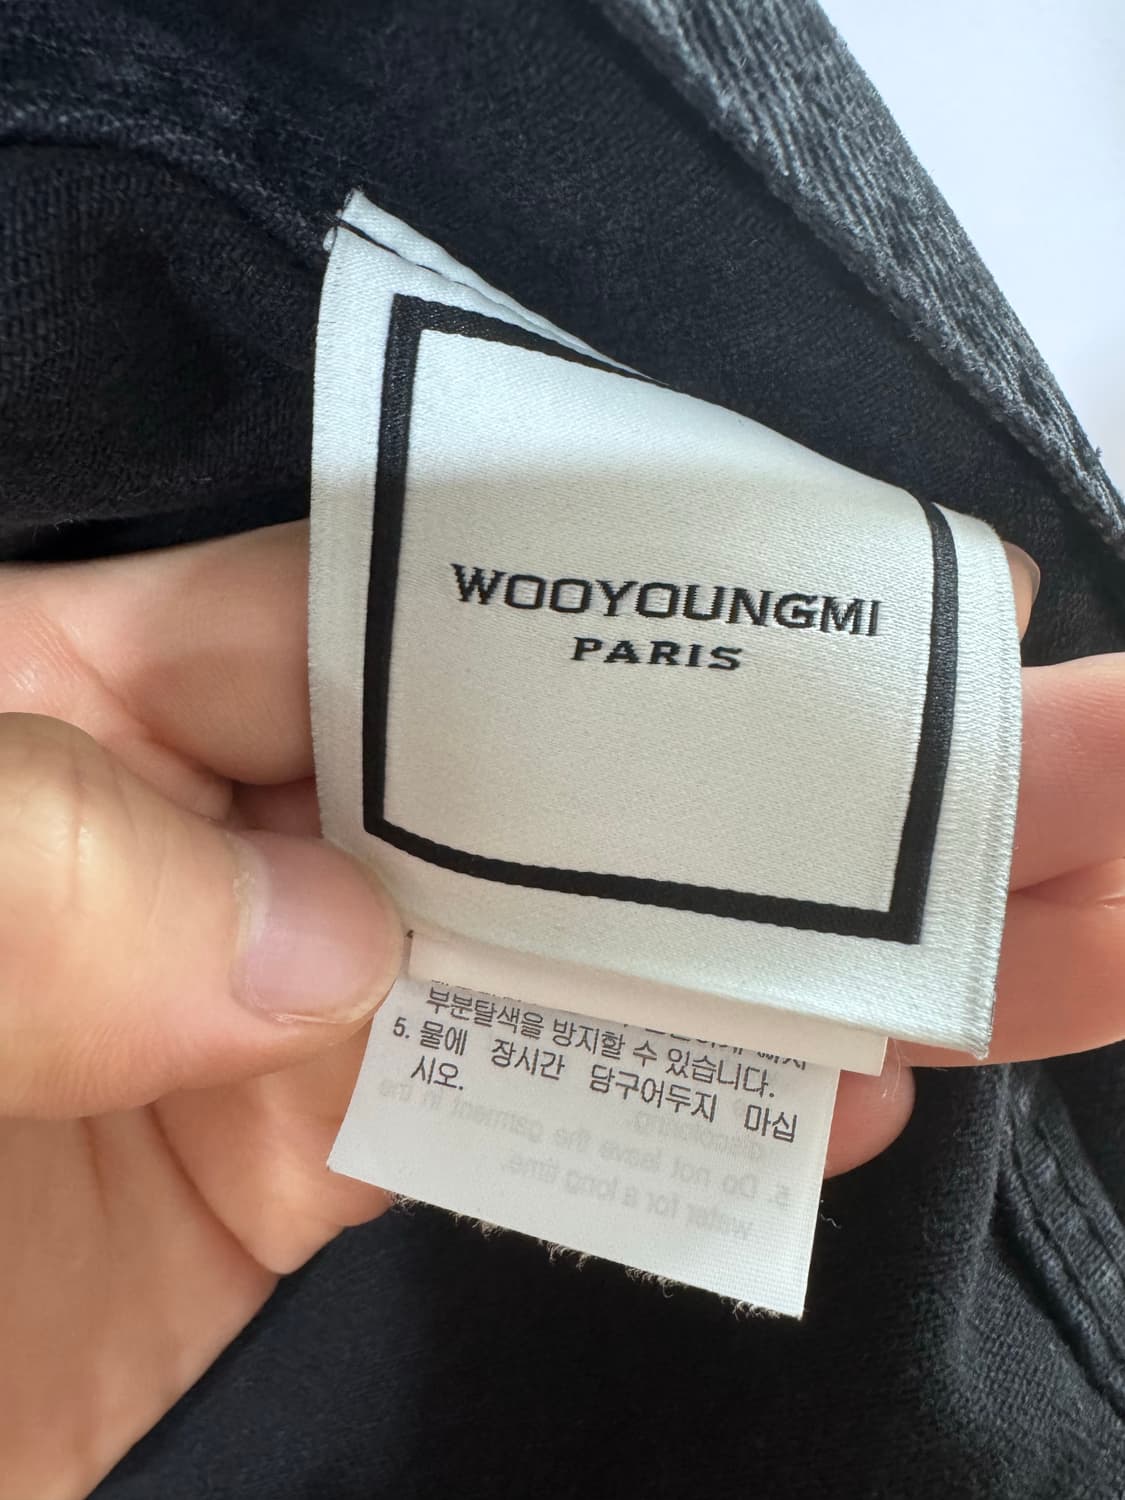 WOOYOUNGMI
PARIS
부분탈색을 방지할 수 있습니다.
5. 물에 장시간 담구어두지 마십
시오.
discoloring.
5. Do not leave the garment in the
water for a long time.